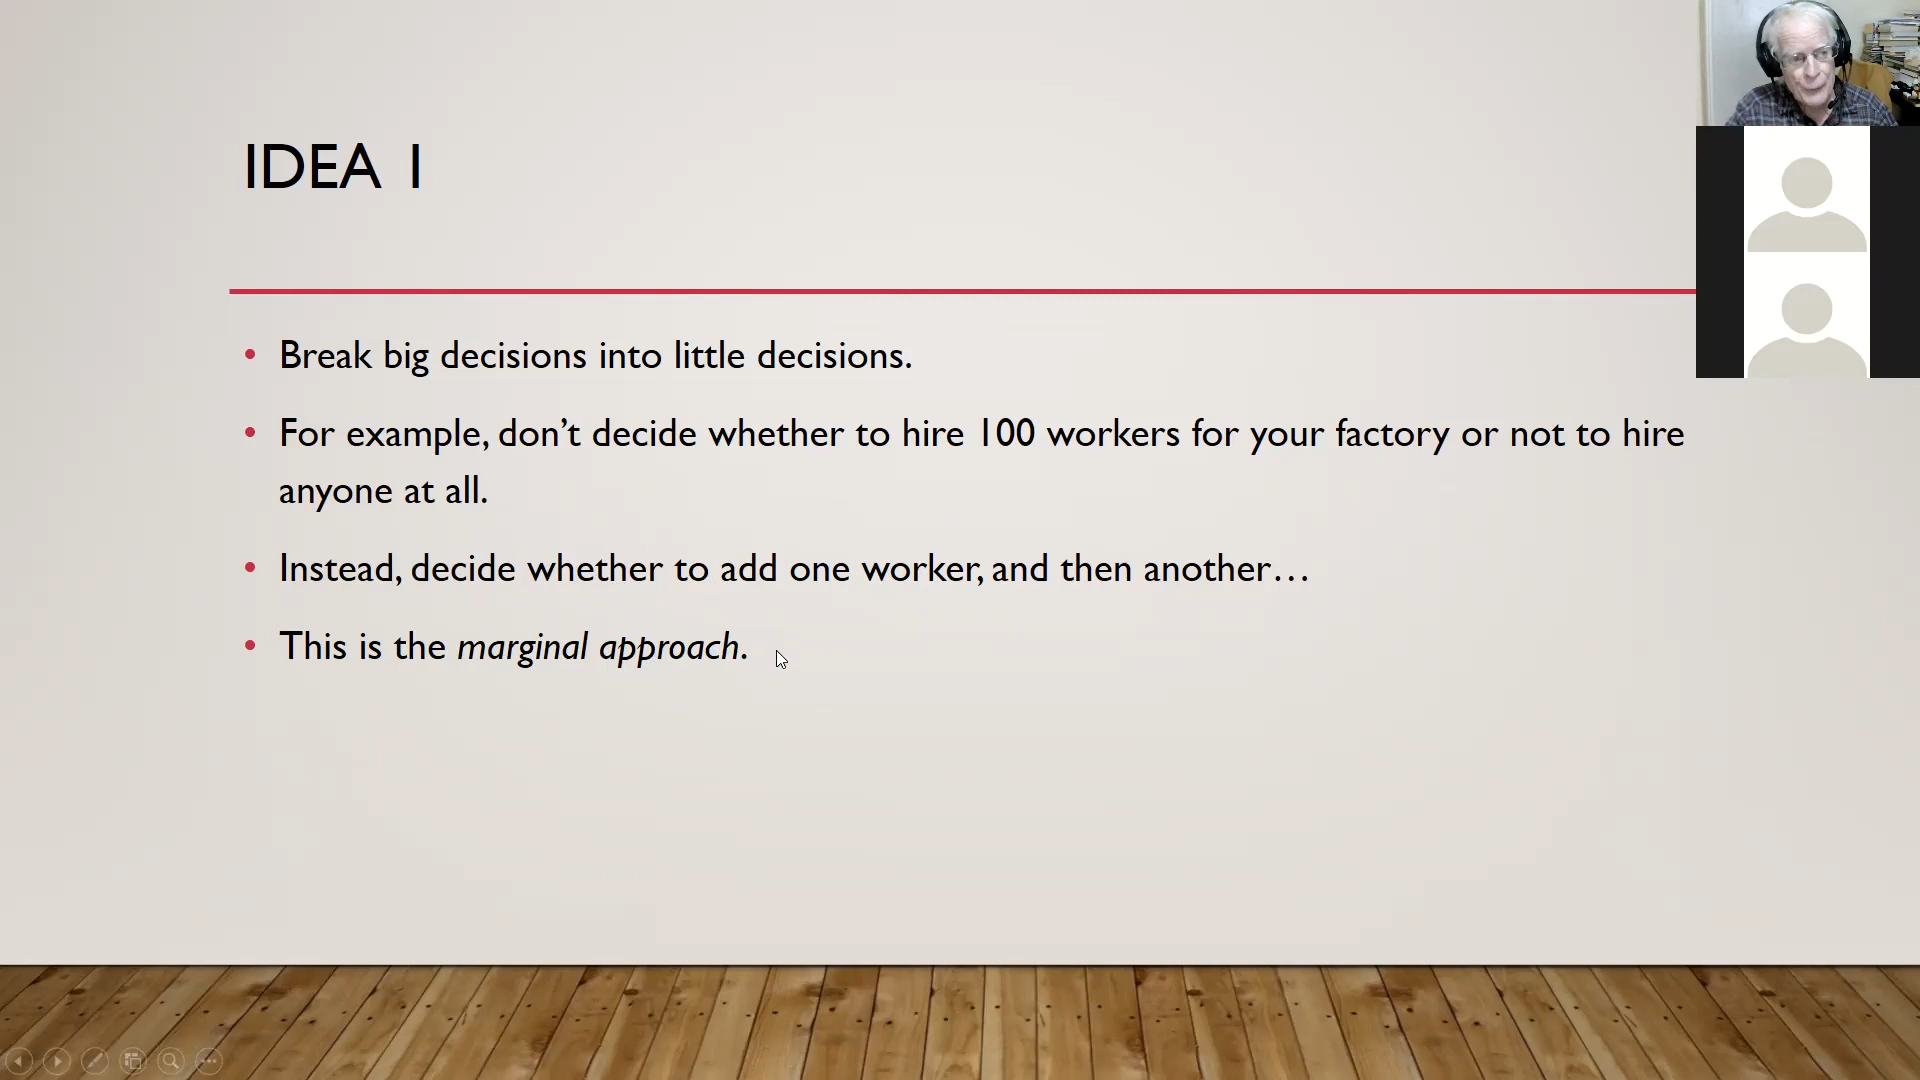 IDEA 1
• Break big decisions into little decisions.
• For example, don’t decide whether to hire 100 workers for your factory or not to hire
anyone at all.
• Instead, decide whether to add one worker, and then another…
• This is the marginal approach.